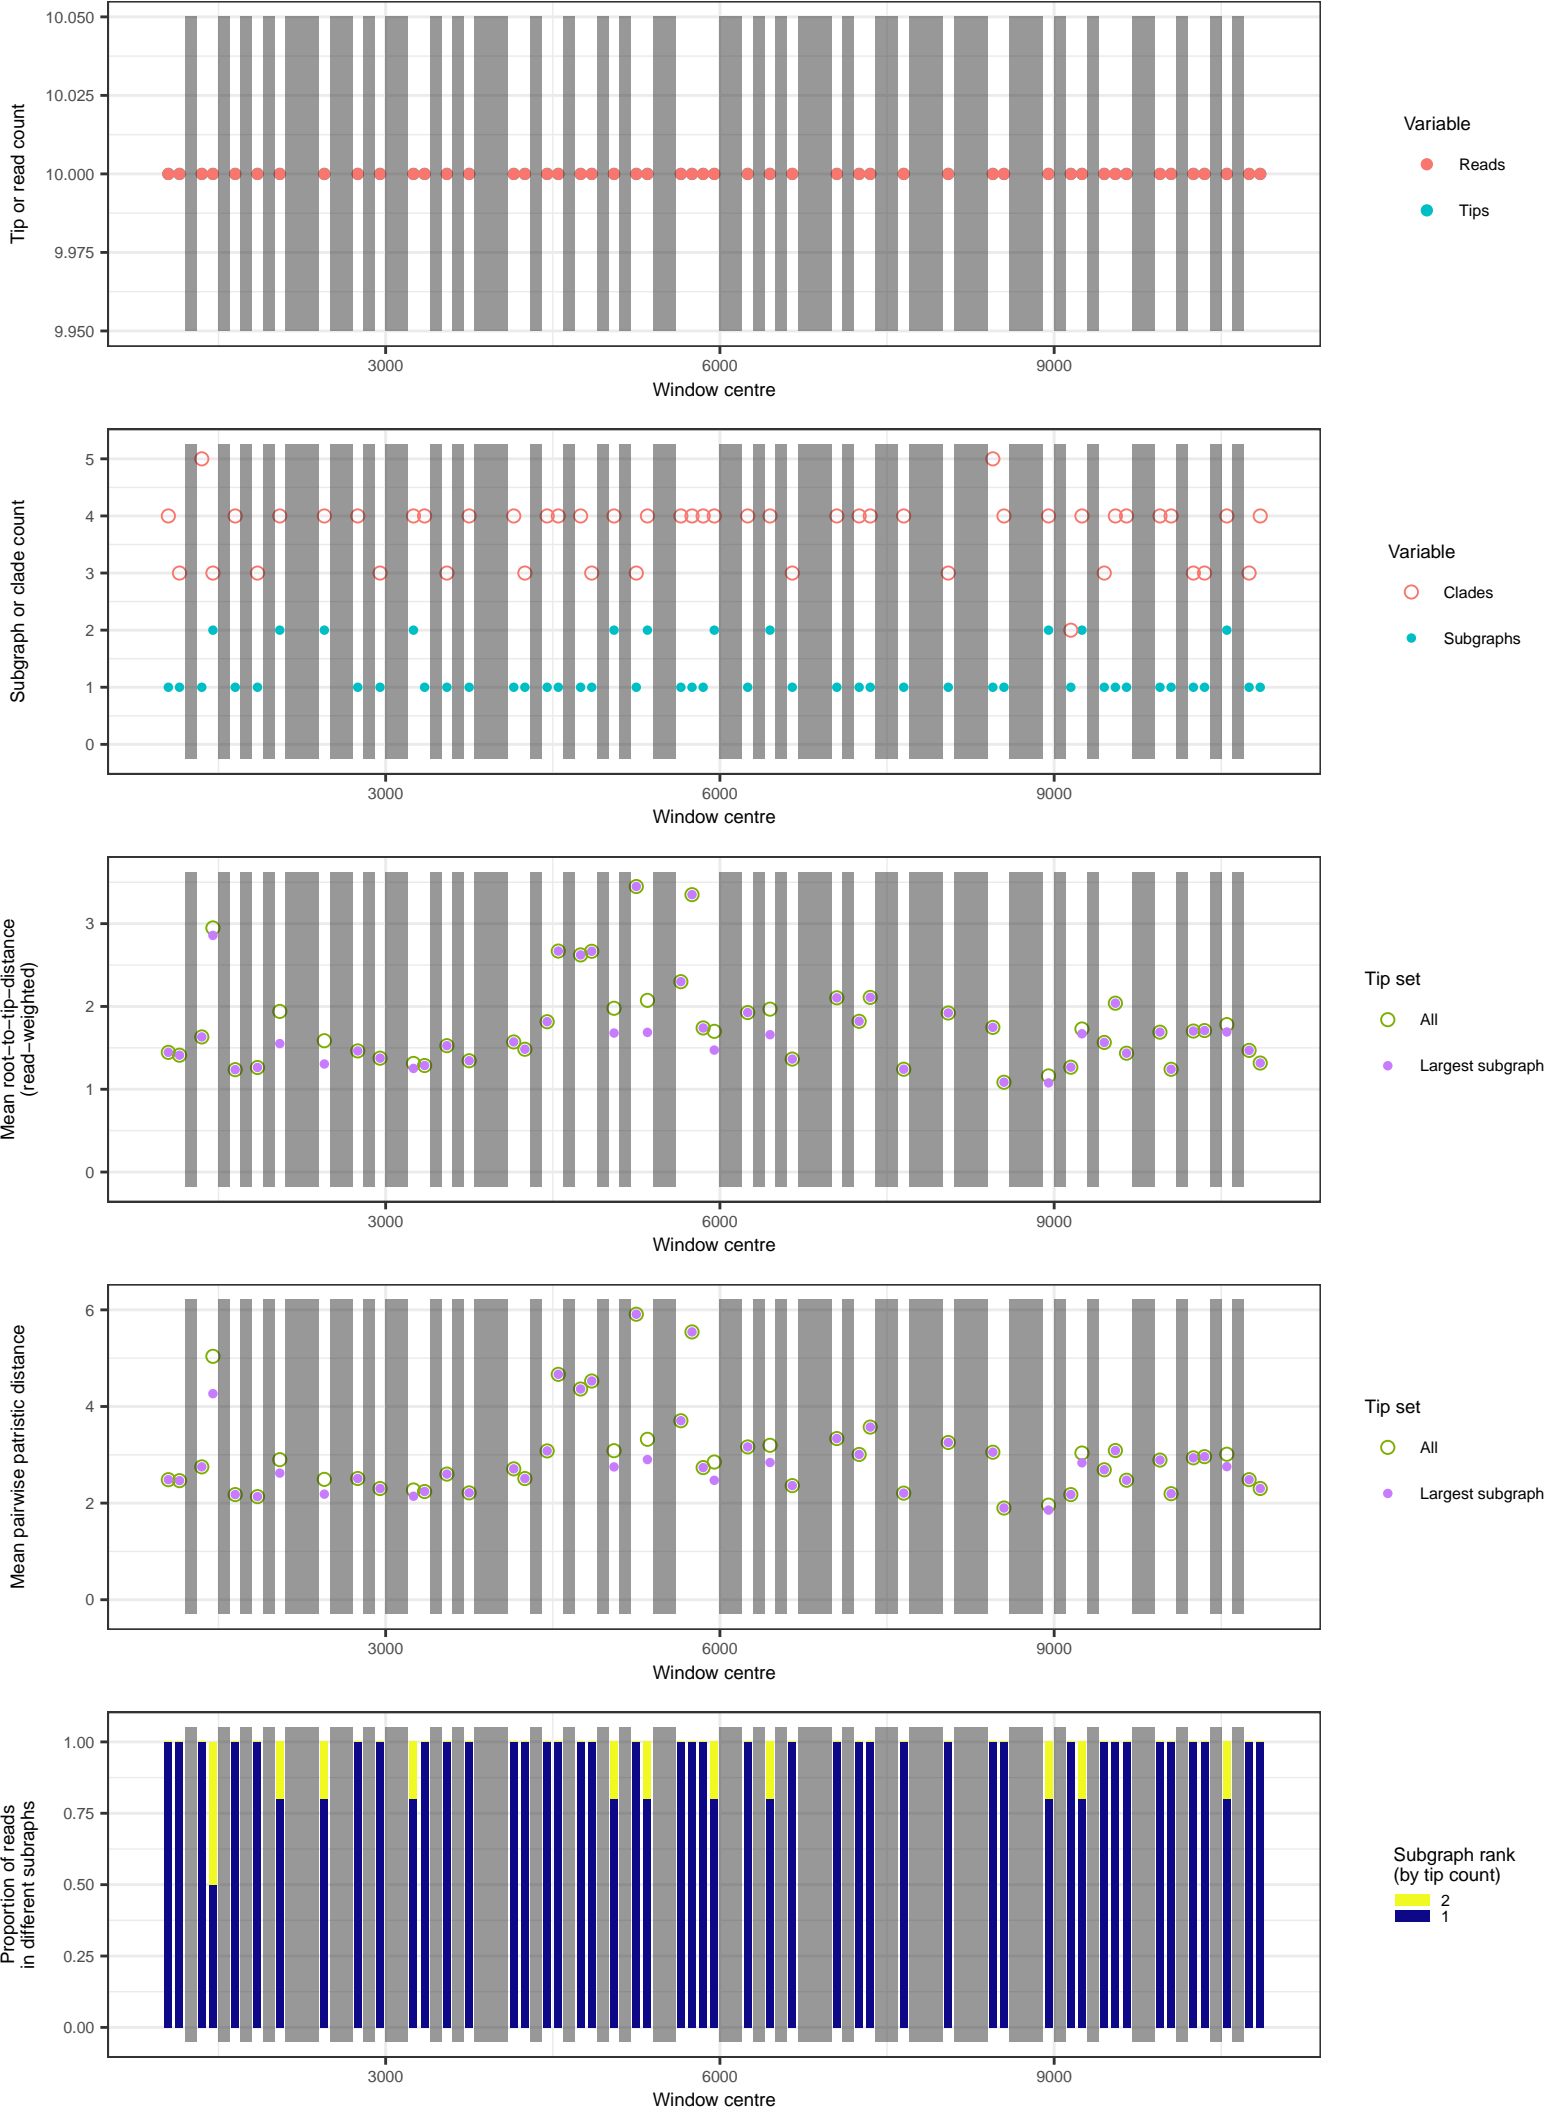 10.050
10.025
10.000
9.975
9.950
Tip or read count
3000
6000
9000
Window centre
Variable
Reads
Tips
5
4
3
2
1
0
Subgraph or clade count
3000
6000
9000
Window centre
Variable
Clades
Subgraphs
3
2
1
0
Mean root−to−tip−distance
(read−weighted)
3000
6000
9000
Window centre
Tip set
All
Largest subgraph
6
4
2
0
Mean pairwise patristic distance
3000
6000
9000
Window centre
Tip set
All
Largest subgraph
1.00
0.75
0.50
0.25
0.00
Proportion of reads
in different subraphs
3000
6000
9000
Window centre
Subgraph rank
(by tip count)
2
1